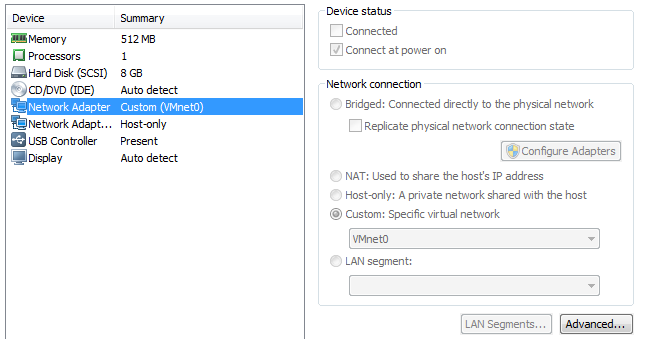 Device Summary
Memory 512 MB
Processors 1
Hard Disk (SCSI) 8 GB
CD/DVD (IDE) Auto detect
Network Adapter Custom (VMnet0)
Network Adapt... Host-only
USB Controller Present
Display Auto detect
Device status
Connected
Connect at power on
Network connection
Bridged: Connected directly to the physical network
Replicate physical network connection state
Configure Adapters
NAT: Used to share the host's IP address
Host-only: A private network shared with the host
Custom: Specific virtual network
VMnet0
LAN segment:
LAN Segments... Advanced...